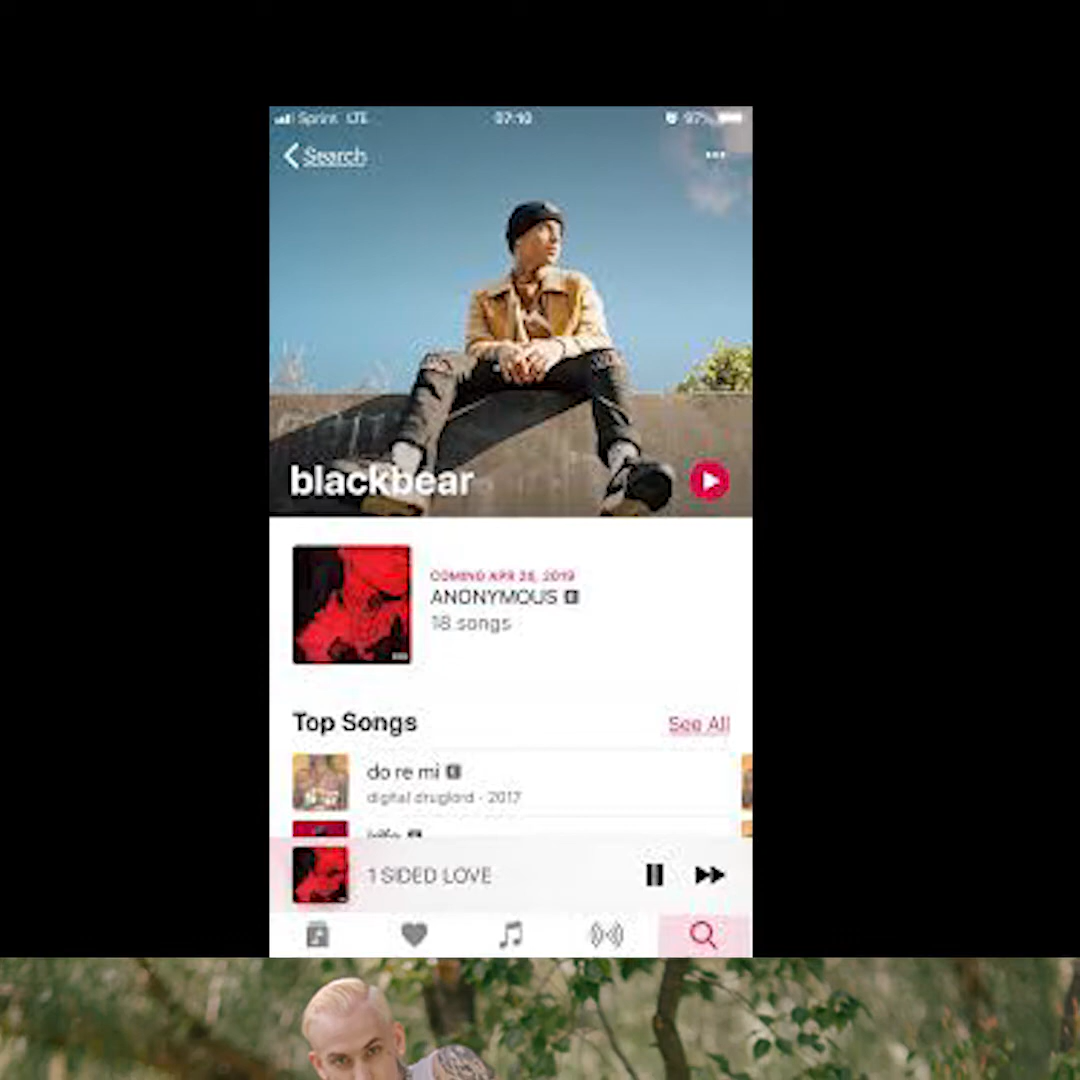 Sprint LTE 07:10 97%
Search
blackbear
COMING APR 26, 2019
ANONYMOUS E
18 songs
Top Songs See All
do re mi E
digital druglord - 2017
1 SIDED LOVE